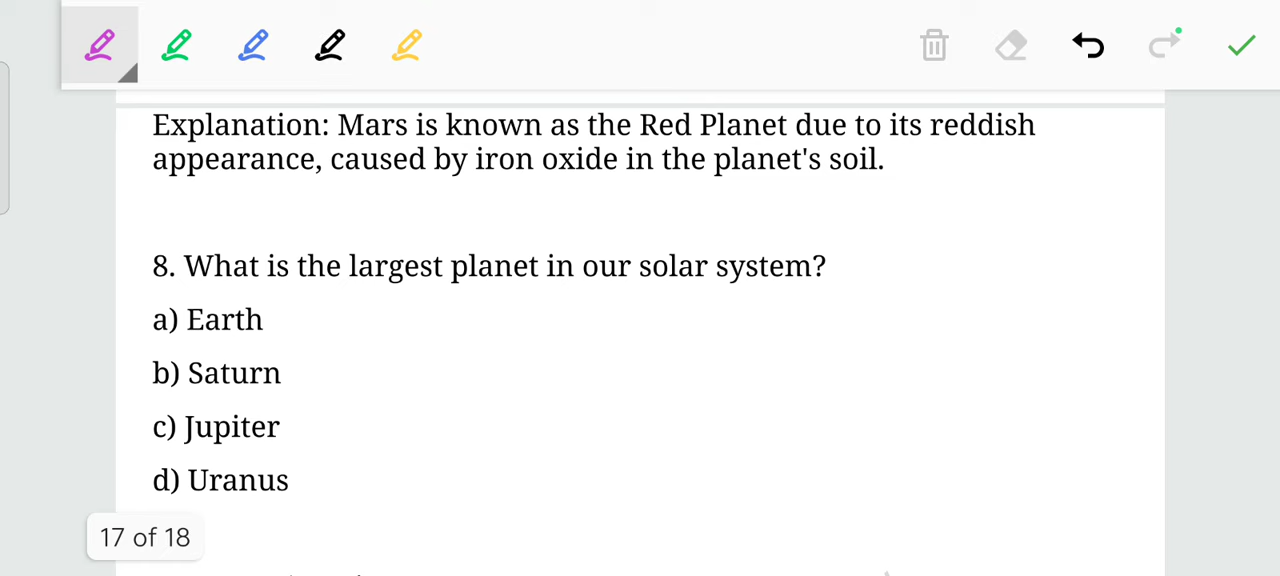 Explanation: Mars is known as the Red Planet due to its reddish
appearance, caused by iron oxide in the planet's soil.
8. What is the largest planet in our solar system?
a) Earth
b) Saturn
c) Jupiter
d) Uranus
17 of 18